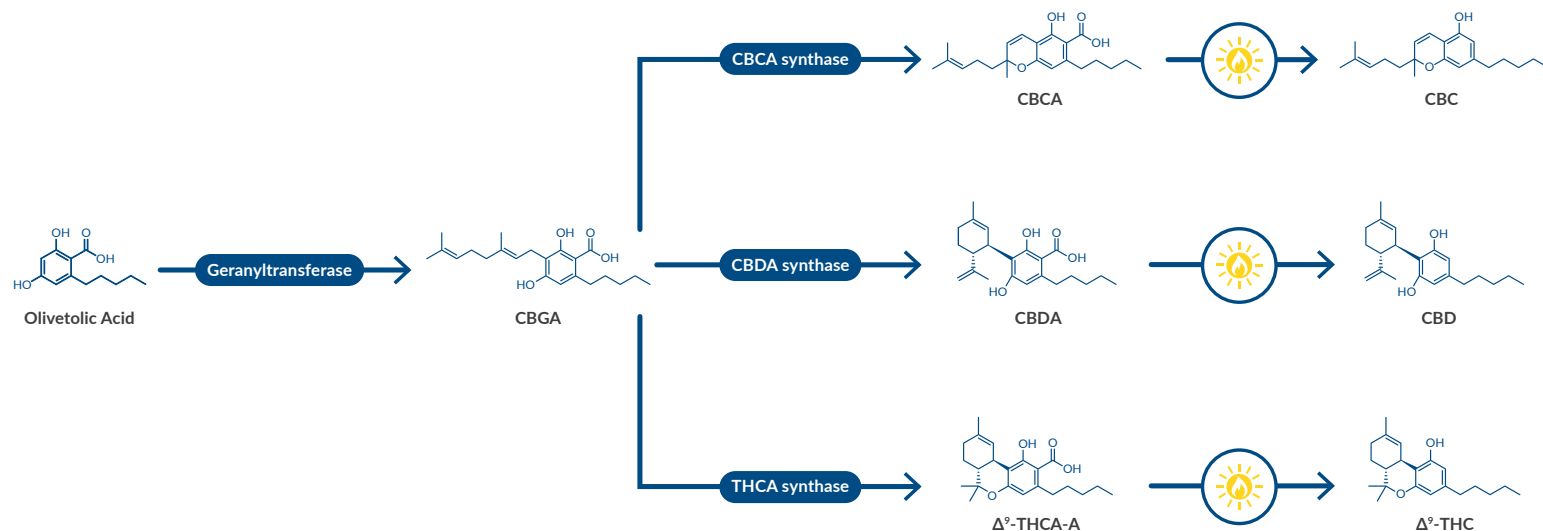 OH
O
OH
CBCA synthase
O
CBCA
OH
O
CBC
OH
O
OH
HO
Olivetolic Acid
Geranyltransferase
OH
O
OH
HO
CBGA
CBDA synthase
OH
O
OH
HO
CBDA
OH
HO
CBD
THCA synthase
OH
O
OH
O
Δ⁹-THCA-A
OH
O
Δ⁹-THC